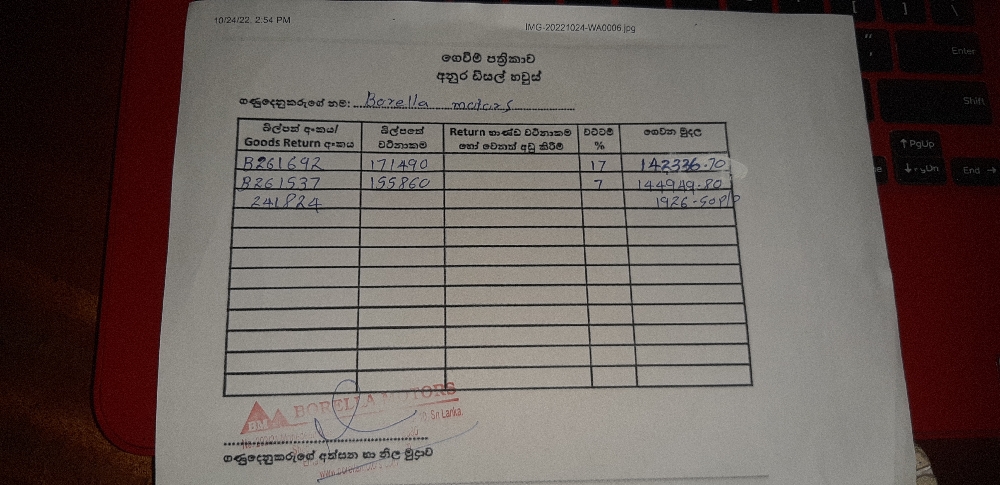 10/24/22, 2:54 PM
IMG-20221024-WA0006.jpg
ගෙවීම් පත්‍රිකාව
අනුර ඩීසල් හවුස්
ගණුදෙනුකරුගේ නම: Borella motors
බිල්පත් අංකය/ Goods Return අංකය බිල්පතේ වටිනාකම Return භාණ්ඩ වටිනාකම හෝ වෙනත් අඩු කිරීම් වට්ටම් % ගෙවන මුදල
B261692 171490 17 142336.70
B261537 155860 7 144949.80
241824 1926-50
BM BORELLA MOTORS
Sri Lanka.
ගණුදෙනුකරුගේ අත්සන හා නිල මුද්‍රාව
Enter
Shift
PgUp
End